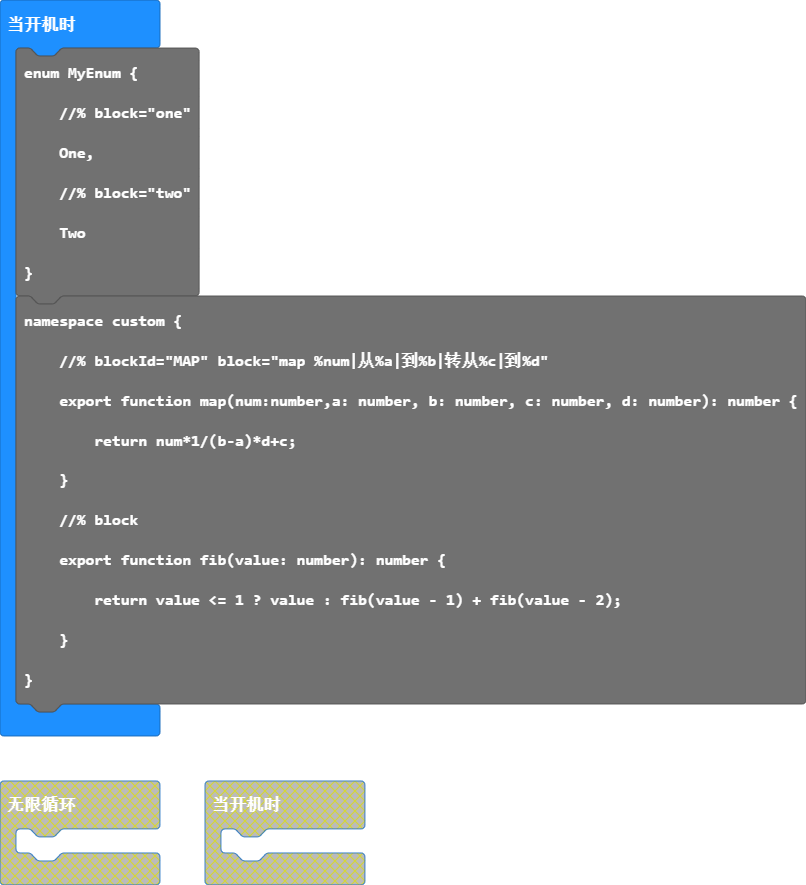 当开机时
enum MyEnum {
//% block="one"
One,
//% block="two"
Two
}
namespace custom {
//% blockId="MAP" block="map %num|从%a|到%b|转从%c|到%d"
export function map(num:number,a: number, b: number, c: number, d: number): number {
return num*1/(b-a)*d+c;
}
//% block
export function fib(value: number): number {
return value <= 1 ? value : fib(value - 1) + fib(value - 2);
}
}
无限循环
当开机时